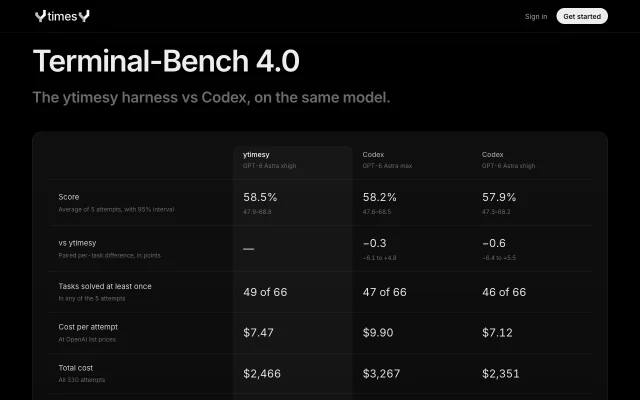 times
Sign in
Get started
Terminal-Bench 4.0
The ytimesy harness vs Codex, on the same model.
ytimesy Codex Codex
GPT-6 Astra xhigh GPT-6 Astra max GPT-6 Astra xhigh
Score 58.5% 58.2% 57.9%
Average of 5 attempts, with 95% interval 47.9–68.8 47.6–68.5 47.3–68.2
vs ytimesy — −0.3 −0.6
Paired per-task difference, in points −6.1 to +4.8 −6.4 to +5.5
Tasks solved at least once 49 of 66 47 of 66 46 of 66
In any of the 5 attempts
Cost per attempt $7.47 $9.90 $7.12
At OpenAI list prices
Total cost $2,466 $3,267 $2,351
All 330 attempts